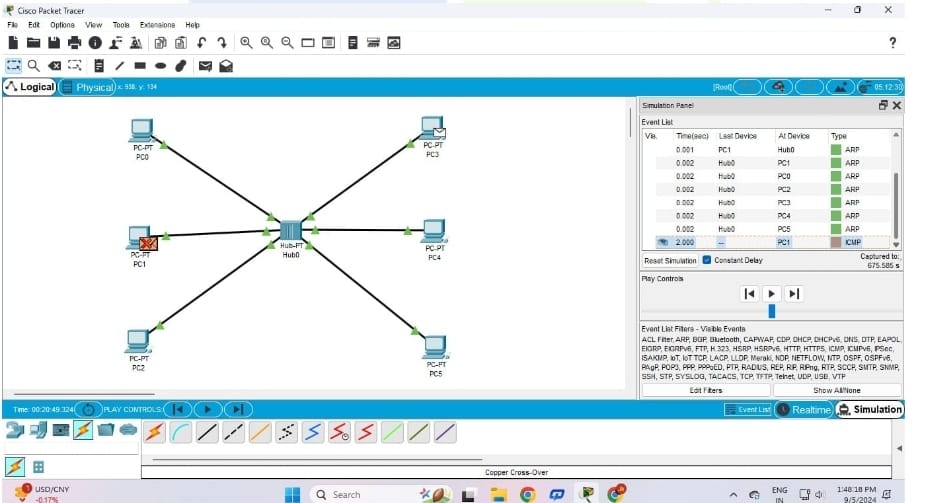 Cisco Packet Tracer
File Edit Options View Tools Extensions Help
Logical Physical x: 938, y: 134 [Root] 05:12:30
PC-PT
PC0
PC-PT
PC3
PC-PT
PC1
Hub-PT
Hub0
PC-PT
PC4
PC-PT
PC2
PC-PT
PC5
Simulation Panel
Event List
Vis. Time(sec) Last Device At Device Type
0.001 PC1 Hub0 ARP
0.002 Hub0 PC1 ARP
0.002 Hub0 PC0 ARP
0.002 Hub0 PC2 ARP
0.002 Hub0 PC3 ARP
0.002 Hub0 PC4 ARP
0.002 Hub0 PC5 ARP
2.000 -- PC1 ICMP
Reset Simulation Constant Delay Captured to:
675.585 s
Play Controls
Event List Filters - Visible Events
ACL Filter, ARP, BGP, Bluetooth, CAPWAP, CDP, DHCP, DHCPv6, DNS, DTP, EAPOL,
EIGRP, EIGRPv6, FTP, H.323, HSRP, HSRPv6, HTTP, HTTPS, ICMP, ICMPv6, IPSec,
ISAKMP, IoT, IoT TCP, LACP, LLDP, Meraki, NDP, NETFLOW, NTP, OSPF, OSPFv6,
PAgP, POP3, PPP, PPPoED, PTP, RADIUS, REP, RIP, RIPng, RTP, SCCP, SMTP, SNMP,
SSH, STP, SYSLOG, TACACS, TCP, TFTP, Telnet, UDP, USB, VTP
Edit Filters Show All/None
Time: 00:20:49.324 PLAY CONTROLS: Event List Realtime Simulation
Copper Cross-Over
USD/CNY
-0.17%
Search
ENG
IN
1:48:18 PM
9/5/2024